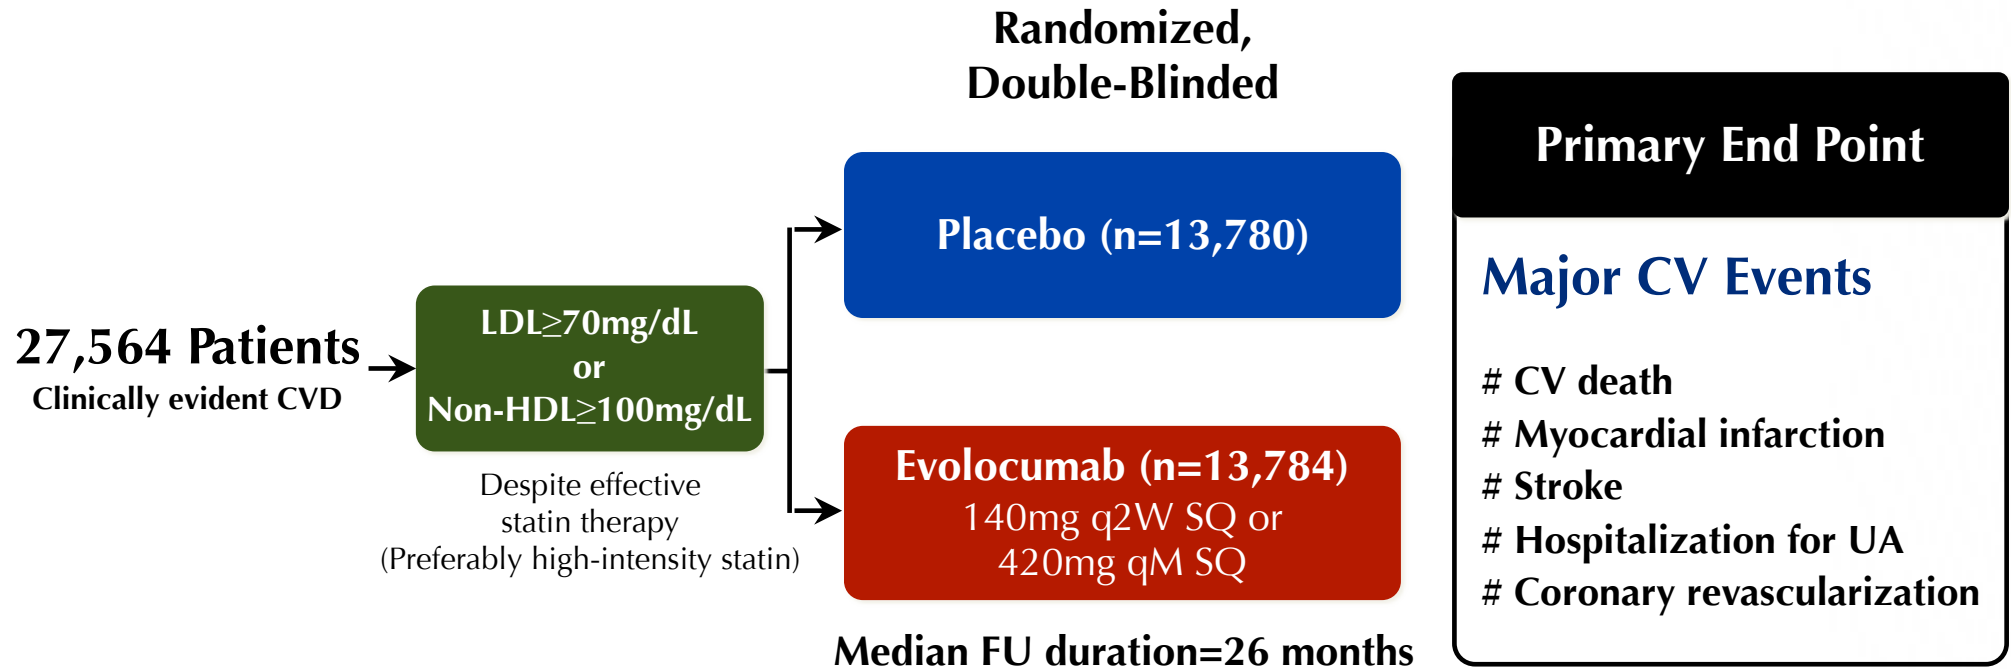 Randomized,
Double-Blinded
27,564 Patients
Clinically evident CVD
LDL≥70mg/dL
or
Non-HDL≥100mg/dL
Despite effective
statin therapy
(Preferably high-intensity statin)
Placebo (n=13,780)
Evolocumab (n=13,784)
140mg q2W SQ or
420mg qM SQ
Median FU duration=26 months
Primary End Point
Major CV Events
# CV death
# Myocardial infarction
# Stroke
# Hospitalization for UA
# Coronary revascularization